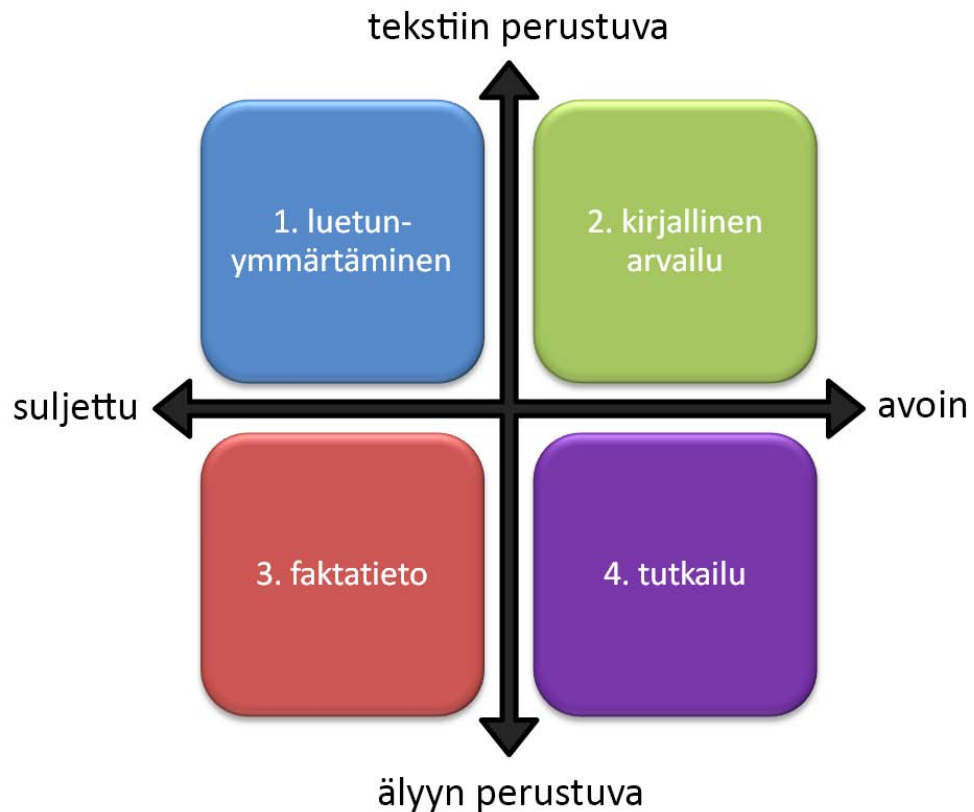 tekstiin perustuva
1. luetun-
ymmärtäminen
2. kirjallinen
arvailu
suljettu
avoin
3. faktatieto
4. tutkailu
älyyn perustuva